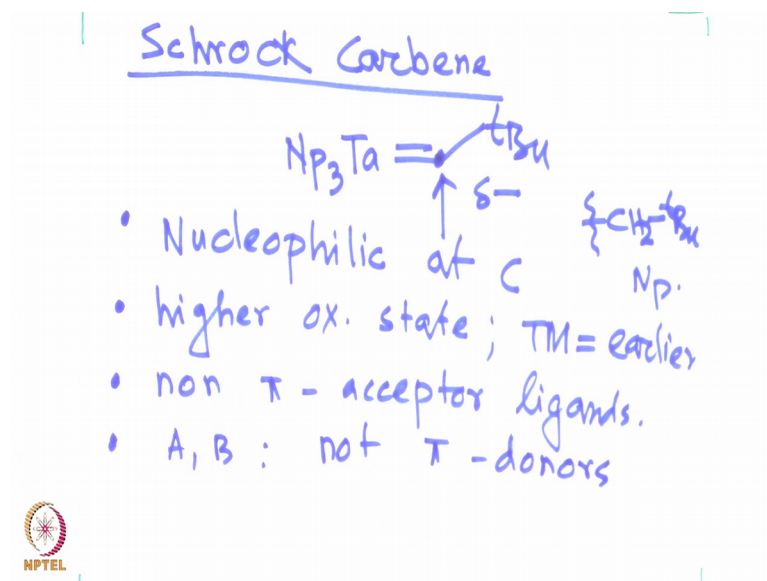 Schrock Carbene
Np₃Ta = tBu
δ-
{-CH₂-tBu
Np.
• Nucleophilic at C
• higher ox. state ; TM = earlier
• non π - acceptor ligands.
• A, B : not π - donors
NPTEL